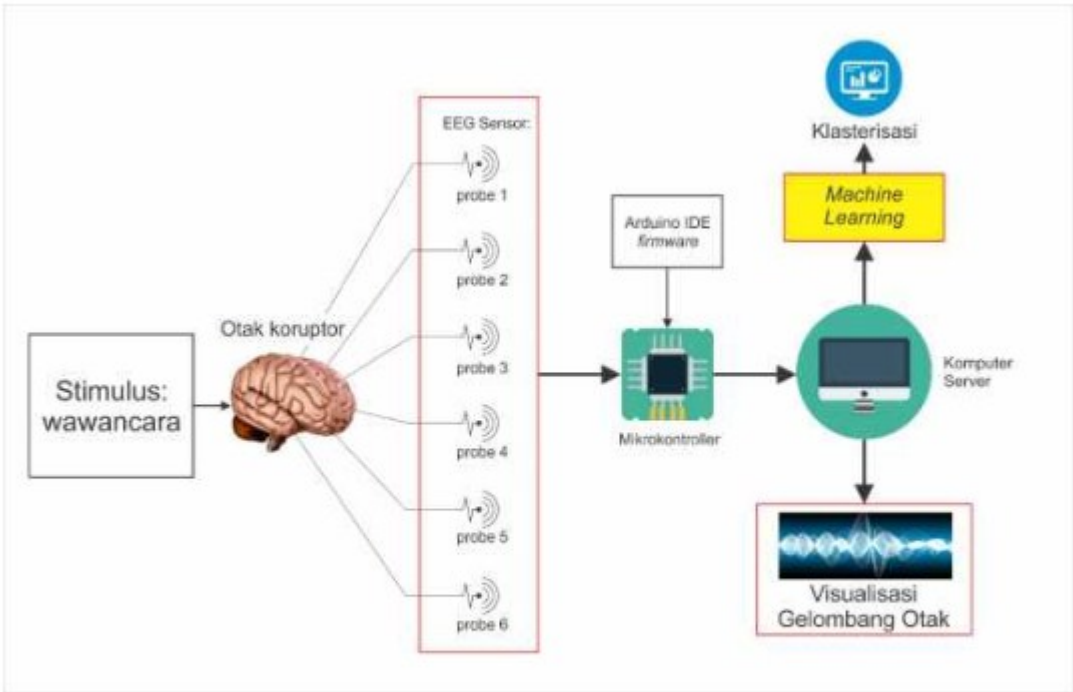 Stimulus:
wawancara
Otak koruptor
EEG Sensor:
probe 1
probe 2
probe 3
probe 4
probe 5
probe 6
Arduino IDE
firmware
Mikrokontroller
Komputer
Server
Klasterisasi
Machine
Learning
Visualisasi
Gelombang Otak